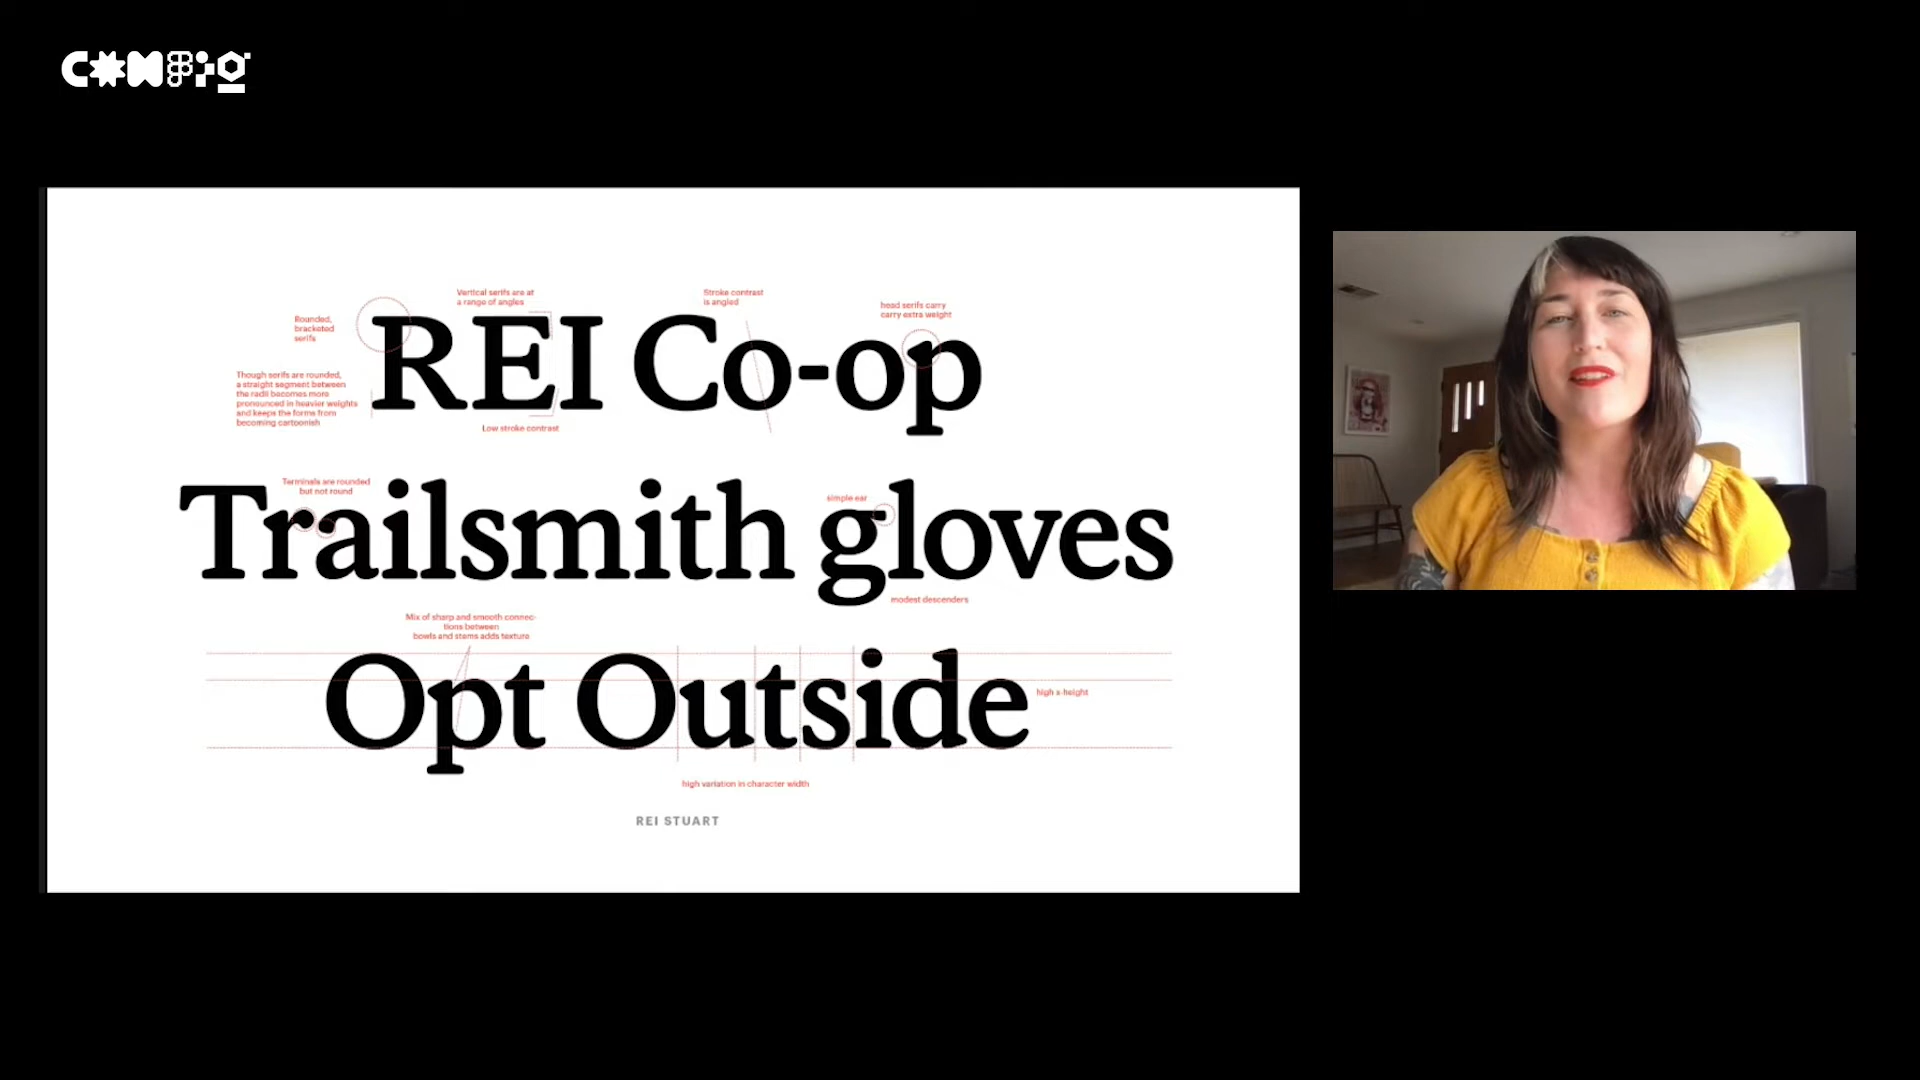 CONFIG
Vertical serifs are at
a range of angles
Stroke contrast
is angled
head serifs carry
carry extra weight
Rounded,
bracketed
serifs
REI Co-op
Though serifs are rounded,
a straight segment between
the radii becomes more
pronounced in heavier weights
and keeps the forms from
becoming cartoonish
Low stroke contrast
Terminals are rounded
but not round
simple ear
Trailsmith gloves
modest descenders
Mix of sharp and smooth connec-
tions between
bowls and stems adds texture
Opt Outside
high x-height
high variation in character width
REI STUART